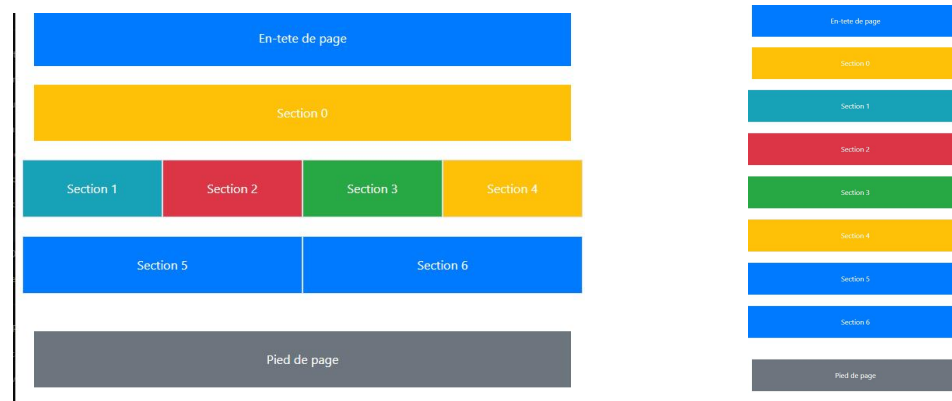 En-tete de page
Section 0
Section 1 Section 2 Section 3 Section 4
Section 5 Section 6
Pied de page
En-tete de page
Section 0
Section 1
Section 2
Section 3
Section 4
Section 5
Section 6
Pied de page